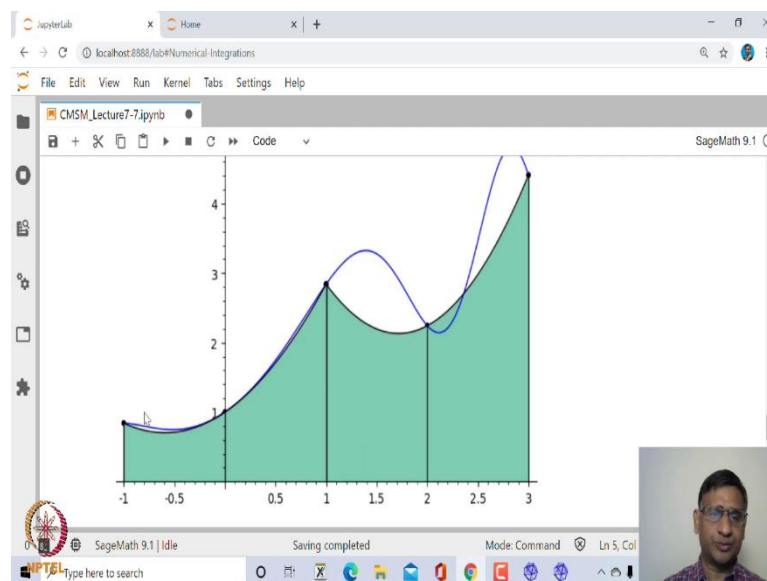 JupyterLab x Home x +
localhost:8888/lab#Numerical-Integrations
File Edit View Run Kernel Tabs Settings Help
CMSM_Lecture7-7.ipynb
Code SageMath 9.1
4
3
2
1
-1 -0.5 0.5 1 1.5 2 2.5 3
0 SageMath 9.1 | Idle Saving completed Mode: Command Ln 5, Col
NPTEL Type here to search